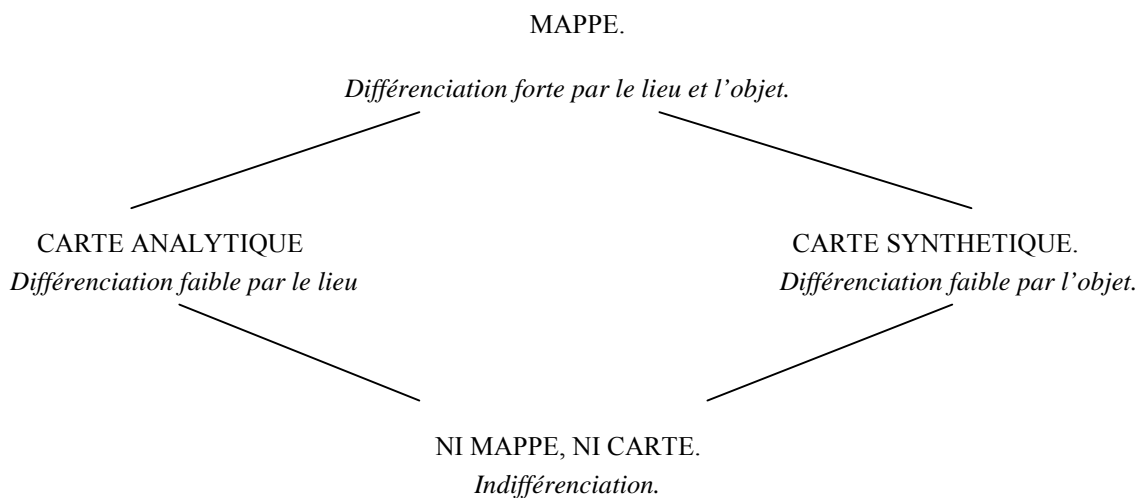 MAPPE.
Différenciation forte par le lieu et l’objet.
CARTE ANALYTIQUE
Différenciation faible par le lieu
CARTE SYNTHETIQUE.
Différenciation faible par l’objet.
NI MAPPE, NI CARTE.
Indifférenciation.